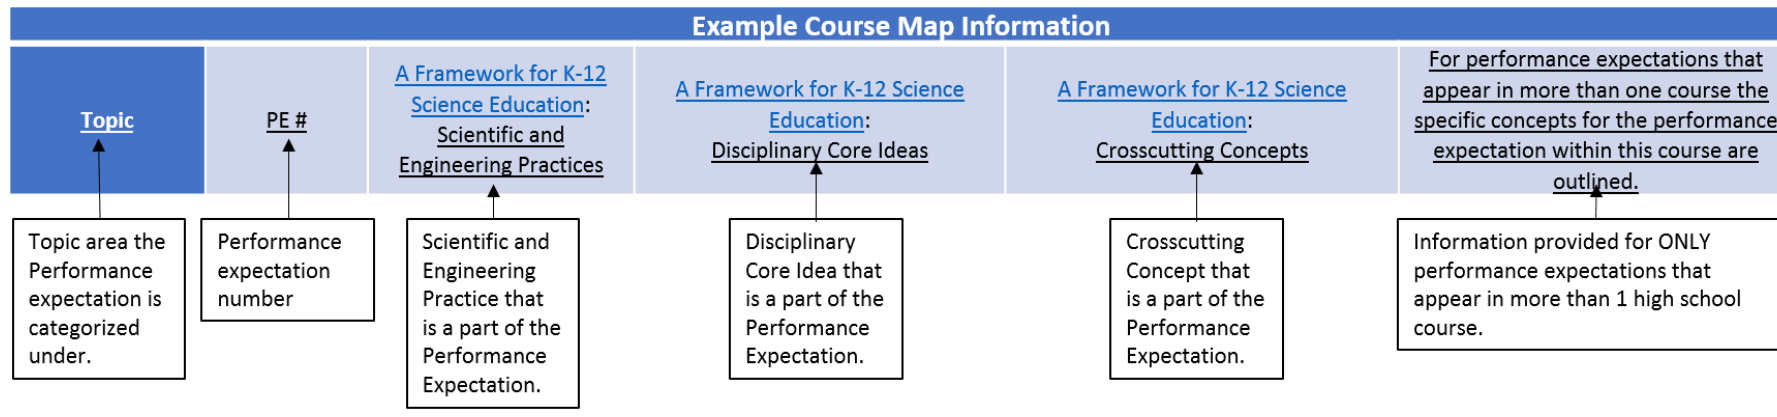 Example Course Map Information
Topic
PE #
A Framework for K-12
Science Education:
Scientific and
Engineering Practices
A Framework for K-12 Science
Education:
Disciplinary Core Ideas
A Framework for K-12 Science
Education:
Crosscutting Concepts
For performance expectations that
appear in more than one course the
specific concepts for the performance
expectation within this course are
outlined.
Topic area the
Performance
expectation is
categorized
under.
Performance
expectation
number
Scientific and
Engineering
Practice that
is a part of the
Performance
Expectation.
Disciplinary
Core Idea that
is a part of the
Performance
Expectation.
Crosscutting
Concept that
is a part of the
Performance
Expectation.
Information provided for ONLY
performance expectations that
appear in more than 1 high school
course.